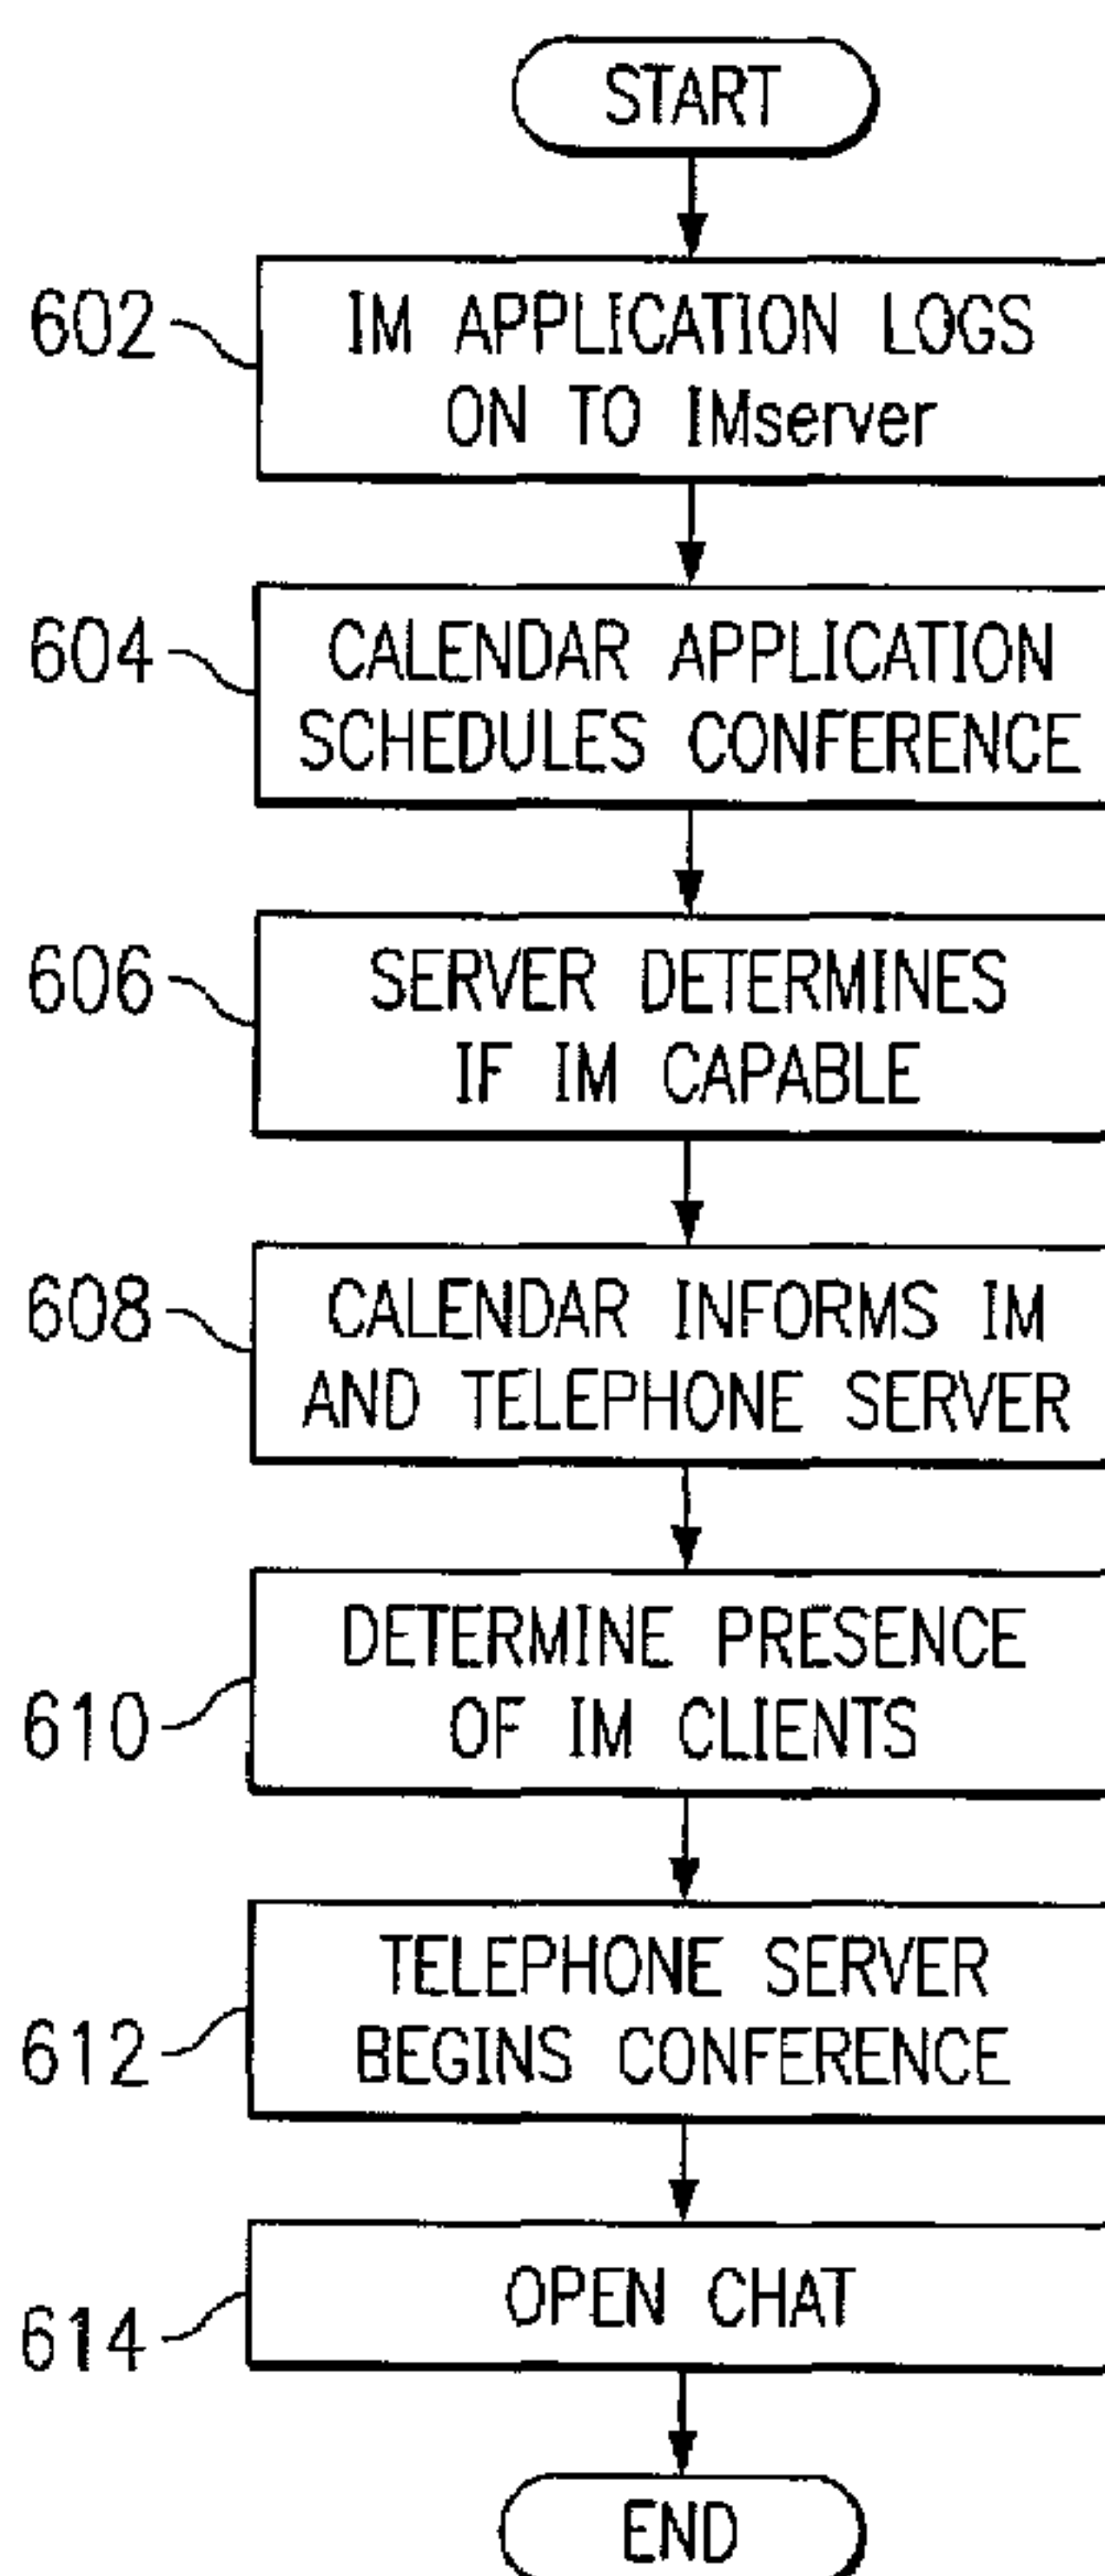 START
602
IM APPLICATION LOGS
ON TO IMserver
604
CALENDAR APPLICATION
SCHEDULES CONFERENCE
606
SERVER DETERMINES
IF IM CAPABLE
608
CALENDAR INFORMS IM
AND TELEPHONE SERVER
610
DETERMINE PRESENCE
OF IM CLIENTS
612
TELEPHONE SERVER
BEGINS CONFERENCE
614
OPEN CHAT
END